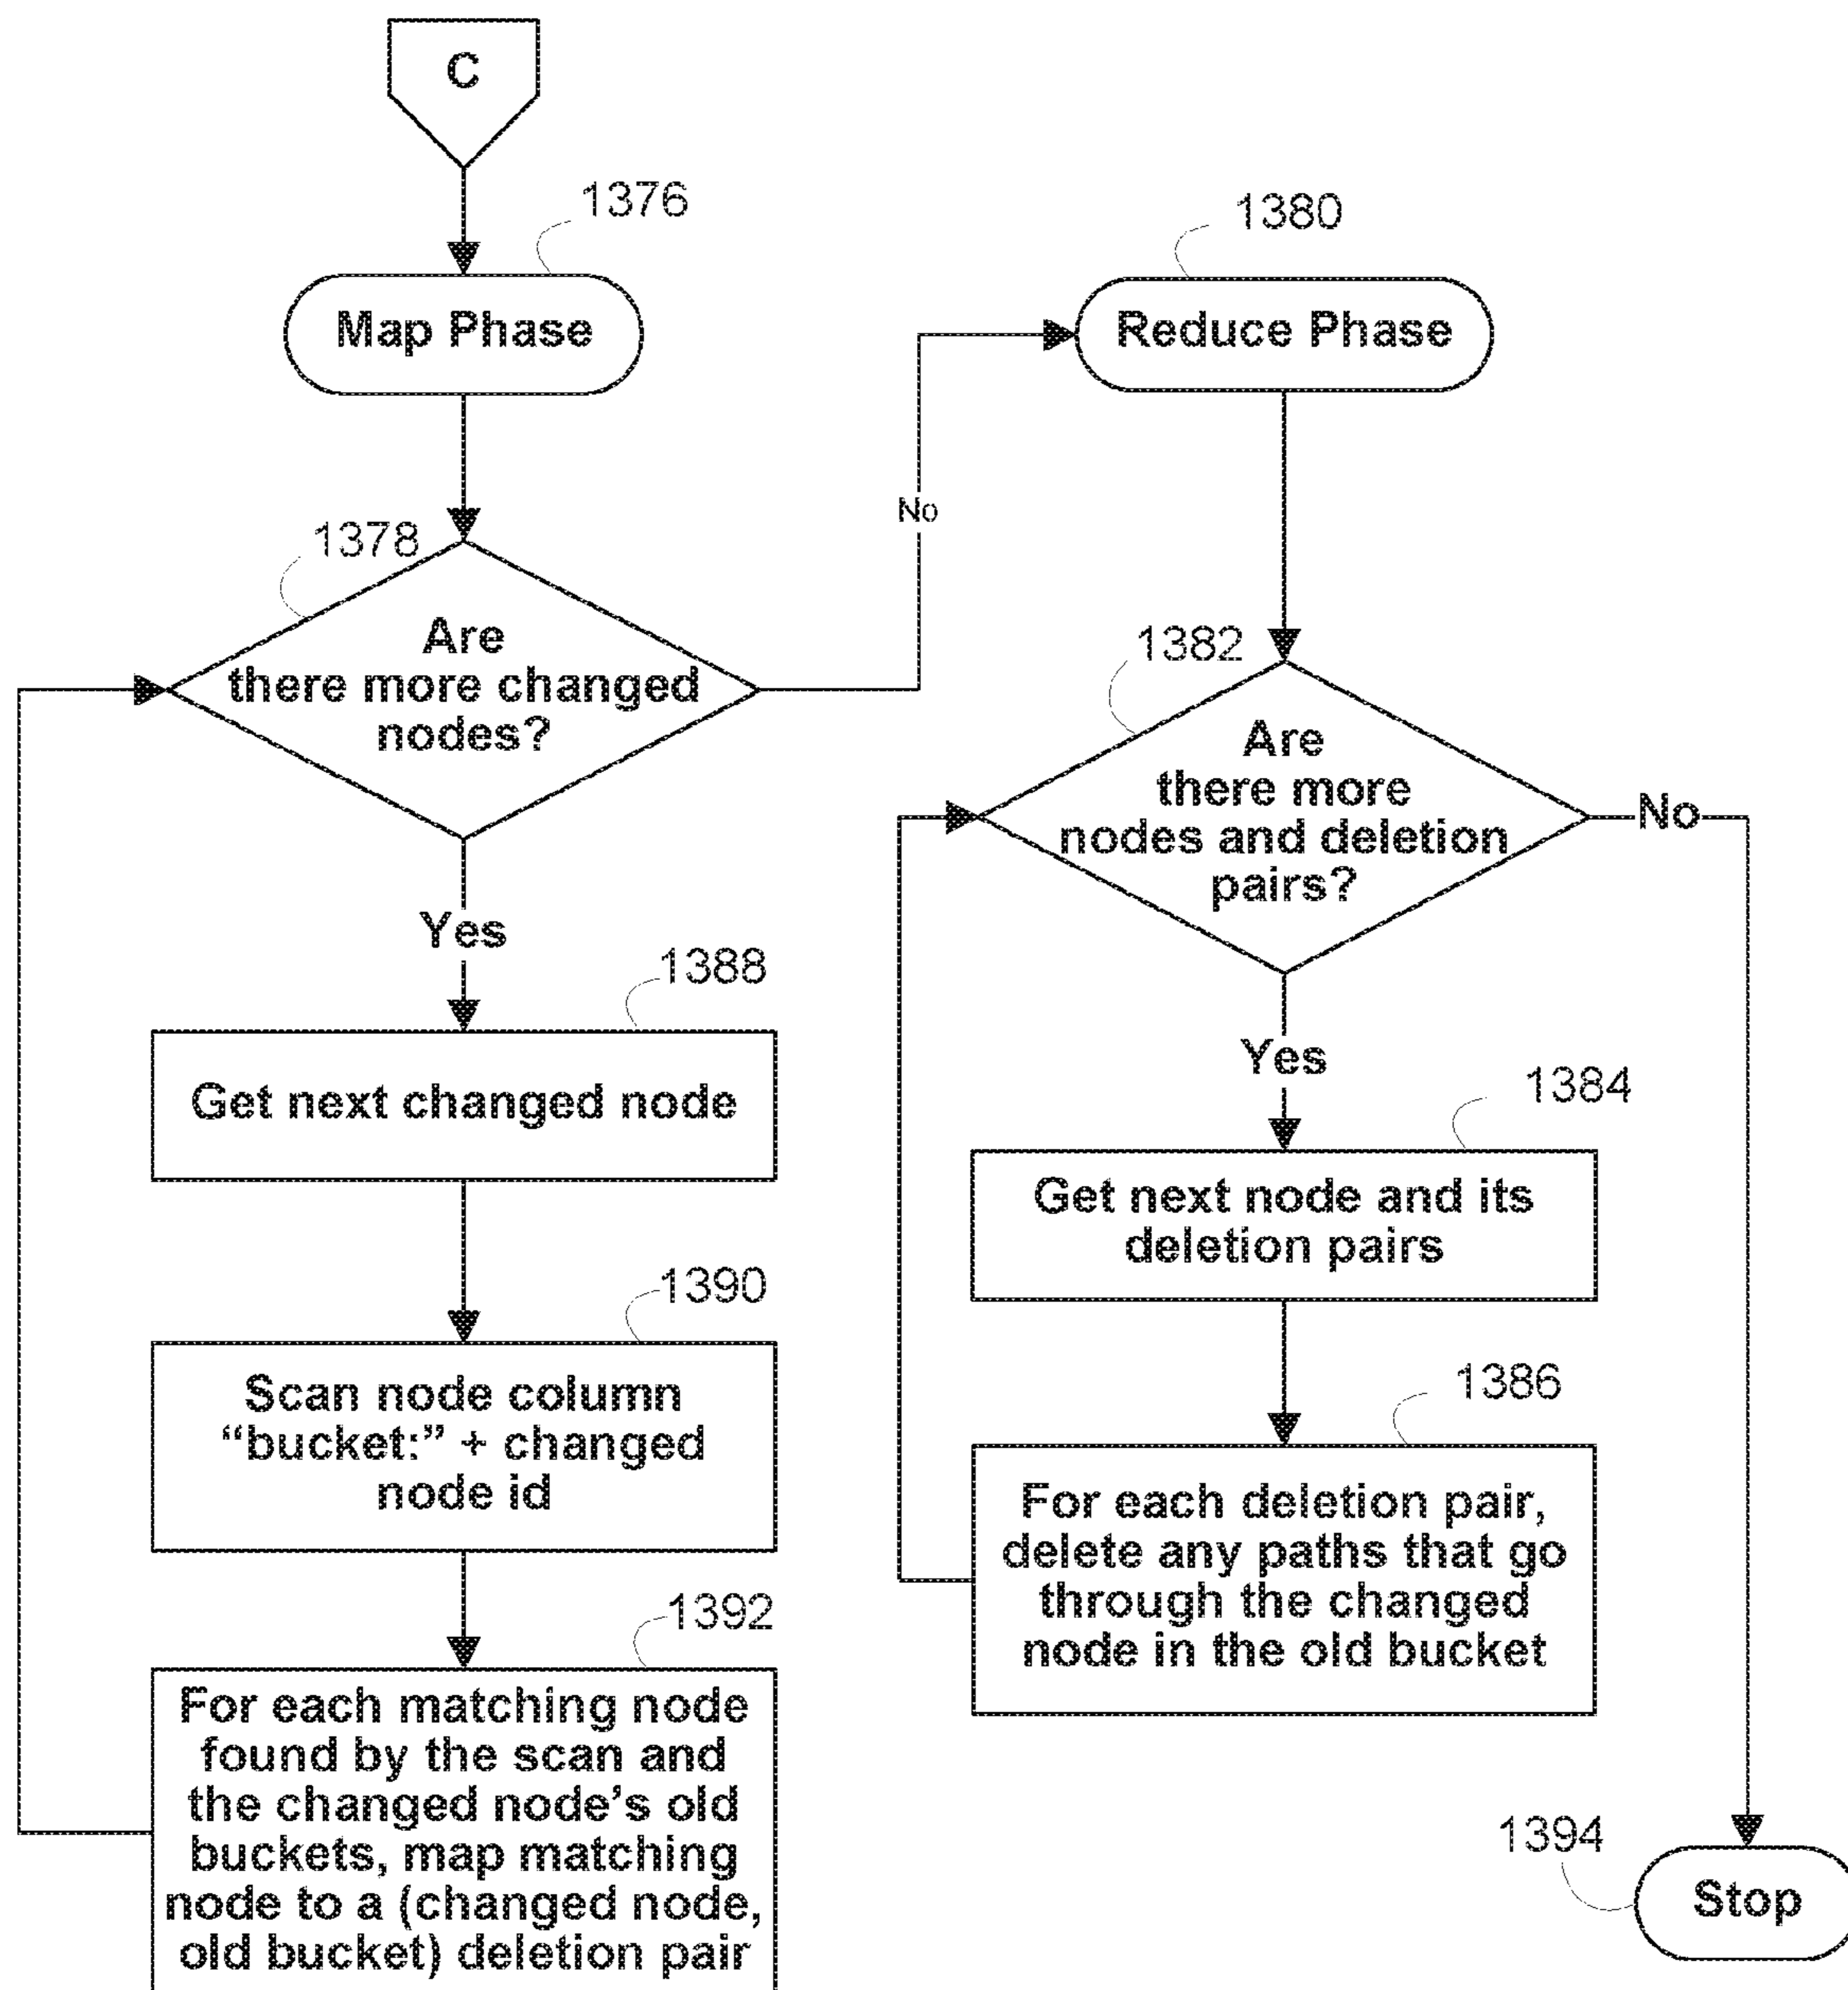 C
1376
Map Phase
1378
Are
there more changed
nodes?
No
Yes
1388
Get next changed node
1390
Scan node column
“bucket:” + changed
node id
1392
For each matching node
found by the scan and
the changed node’s old
buckets, map matching
node to a (changed node,
old bucket) deletion pair
1380
Reduce Phase
1382
Are
there more
nodes and deletion
pairs?
No
Yes
1384
Get next node and its
deletion pairs
1386
For each deletion pair,
delete any paths that go
through the changed
node in the old bucket
1394
Stop